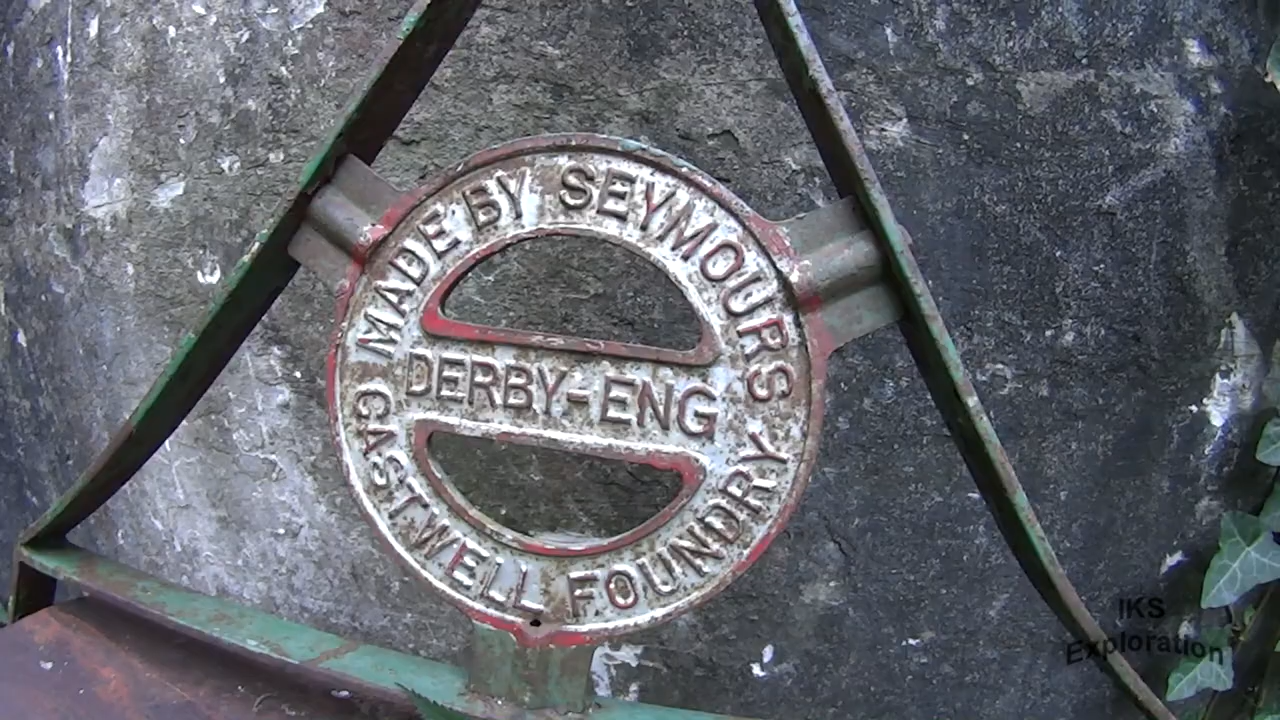 MADE BY SEYMOURS
DERBY-ENG
CASTWELL FOUNDRY
IKS
Exploration